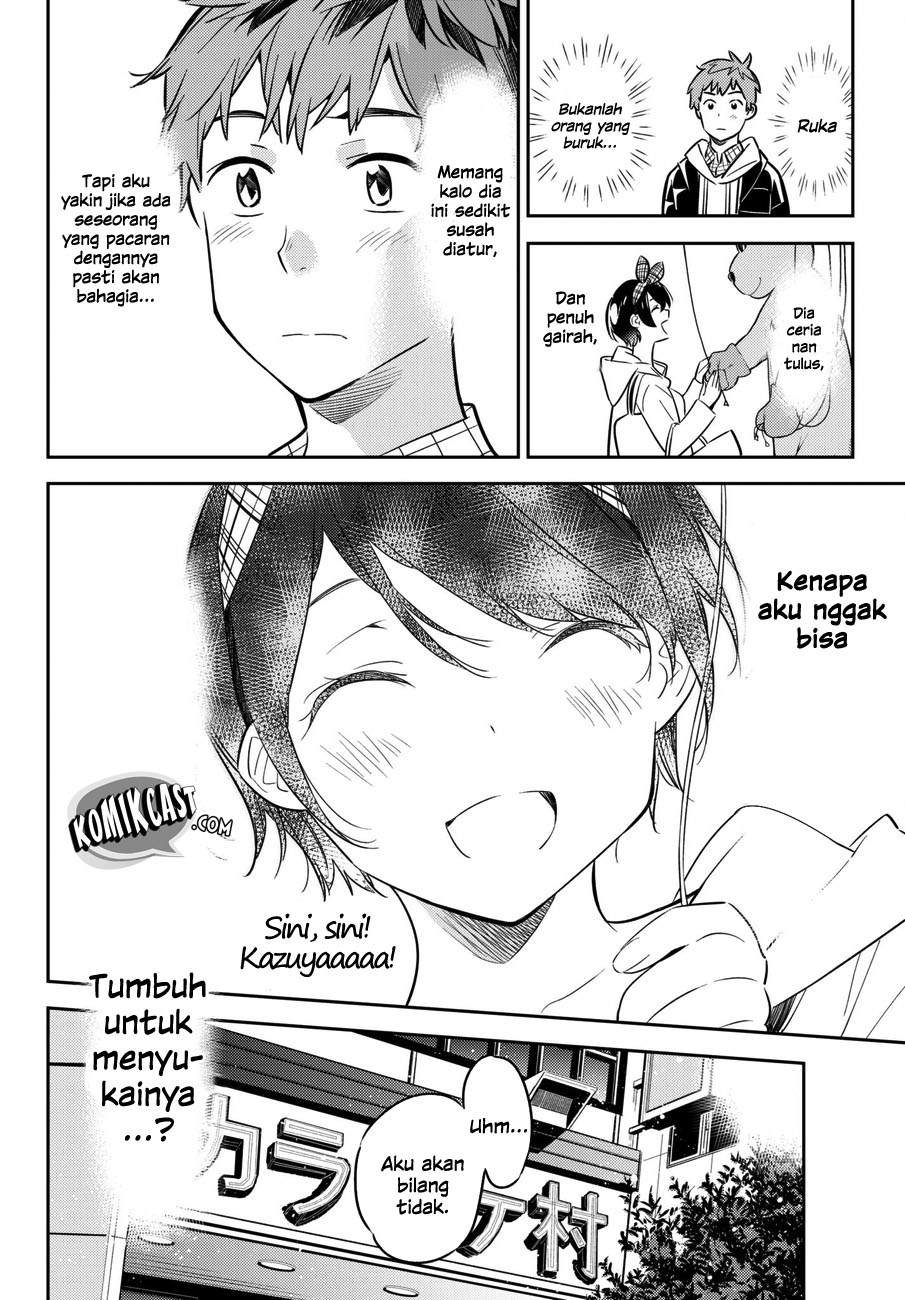 Ruka
Bukanlah
orang yang
buruk...
Dia
ceria
nan
tulus,
Dan
penuh
gairah,
Memang
kalo dia
ini sedikit
susah
diatur,
Tapi aku
yakin jika ada
seseorang
yang pacaran
dengannya
pasti akan
bahagia...
Kenapa
aku nggak
bisa
KOMIKCAST
.COM
Sini, sini!
Kazuyaaaaa!
Tumbuh
untuk
menyu-
kainya
...?
Uhm...
Aku akan
bilang
tidak.
カラ ケ村